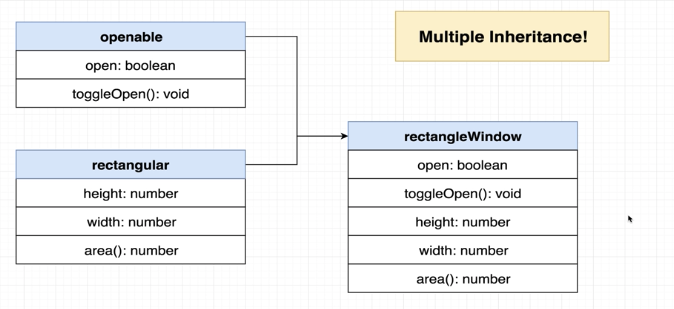 openable
open: boolean
toggleOpen(): void
rectangular
height: number
width: number
area(): number
Multiple Inheritance!
rectangleWindow
open: boolean
toggleOpen(): void
height: number
width: number
area(): number